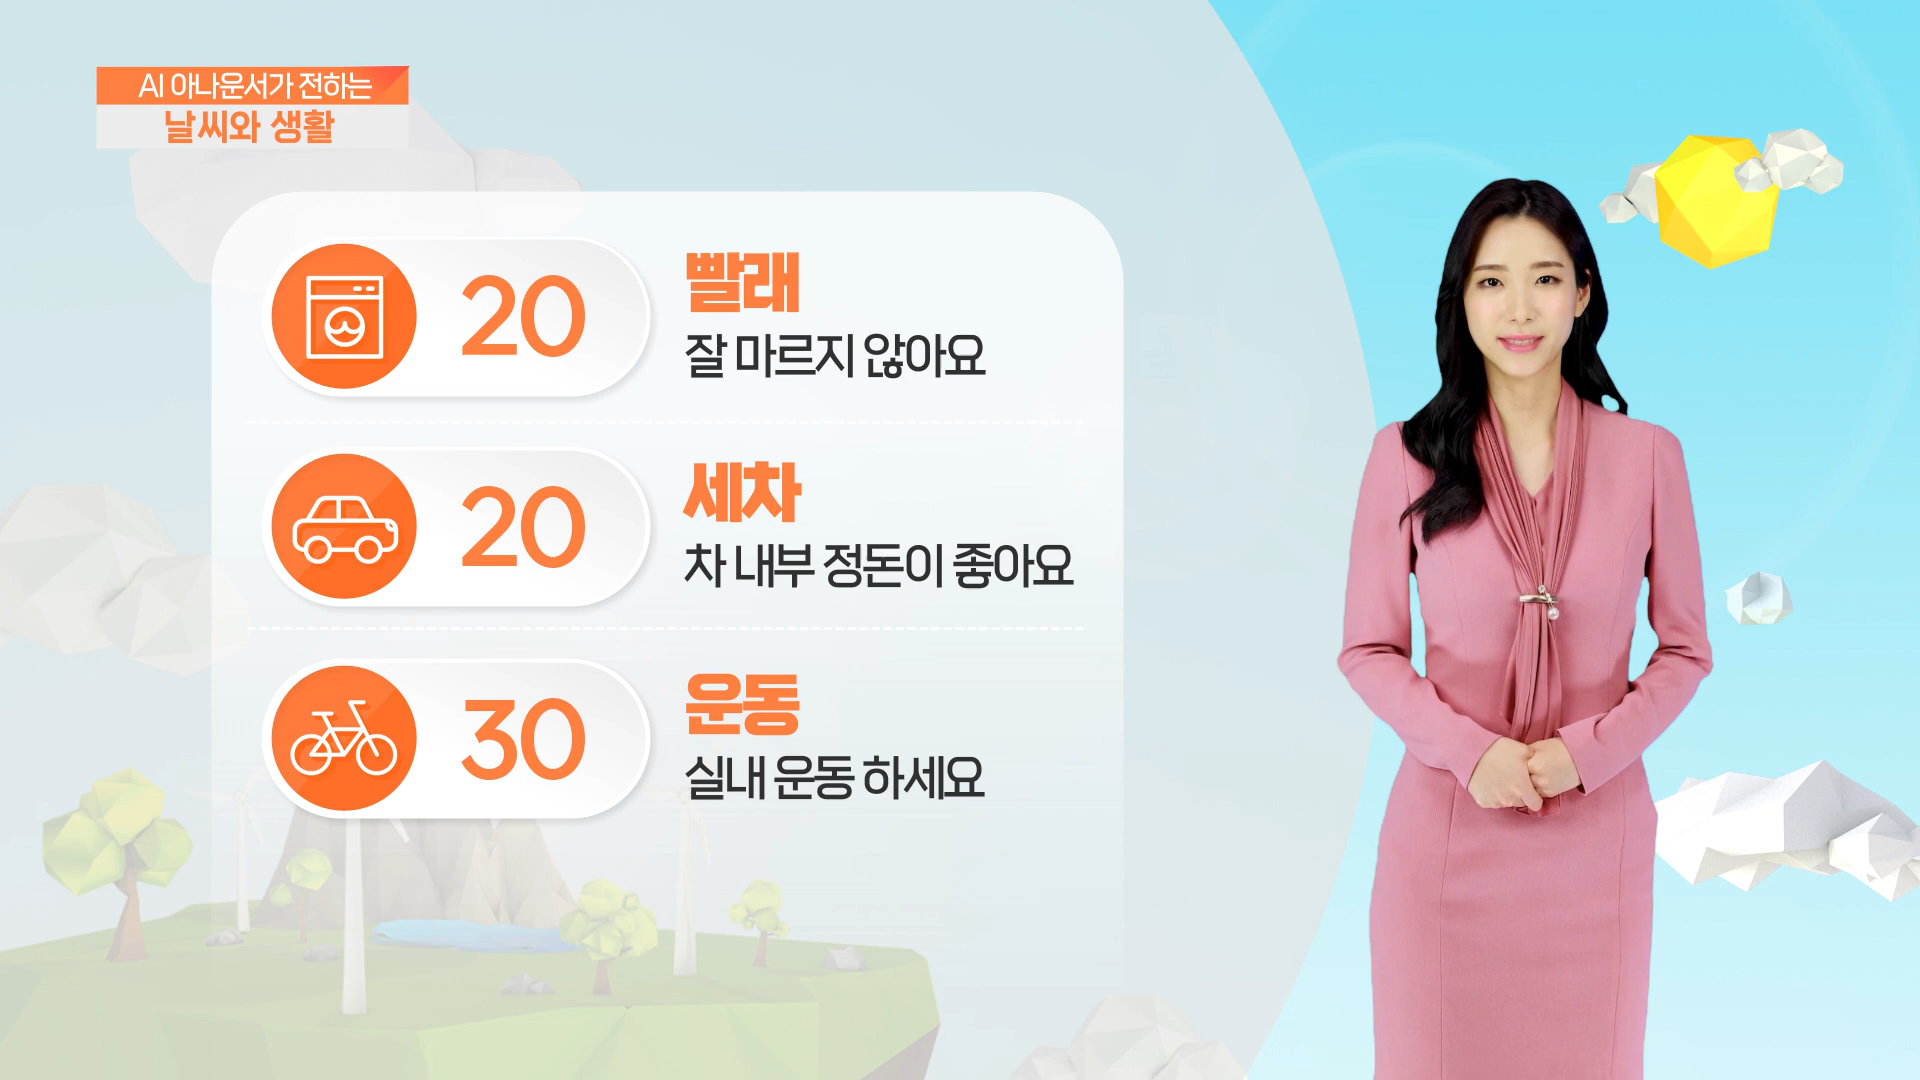 AI 아나운서가 전하는
날씨와 생활
20
빨래
잘 마르지 않아요
20
세차
차 내부 정돈이 좋아요
30
운동
실내 운동 하세요